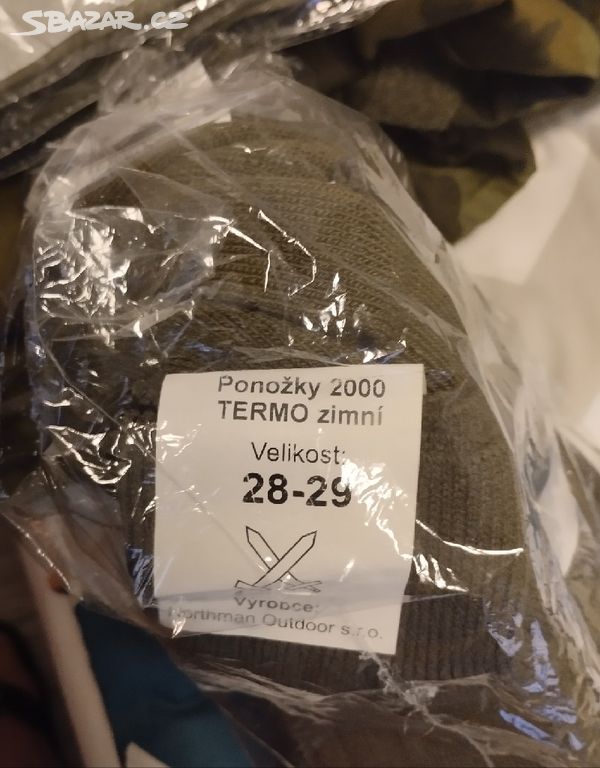 SBAZAR.CZ
Ponožky 2000
TERMO zimní
Velikost:
28-29
Výrobce:
Northman Outdoor s.r.o.